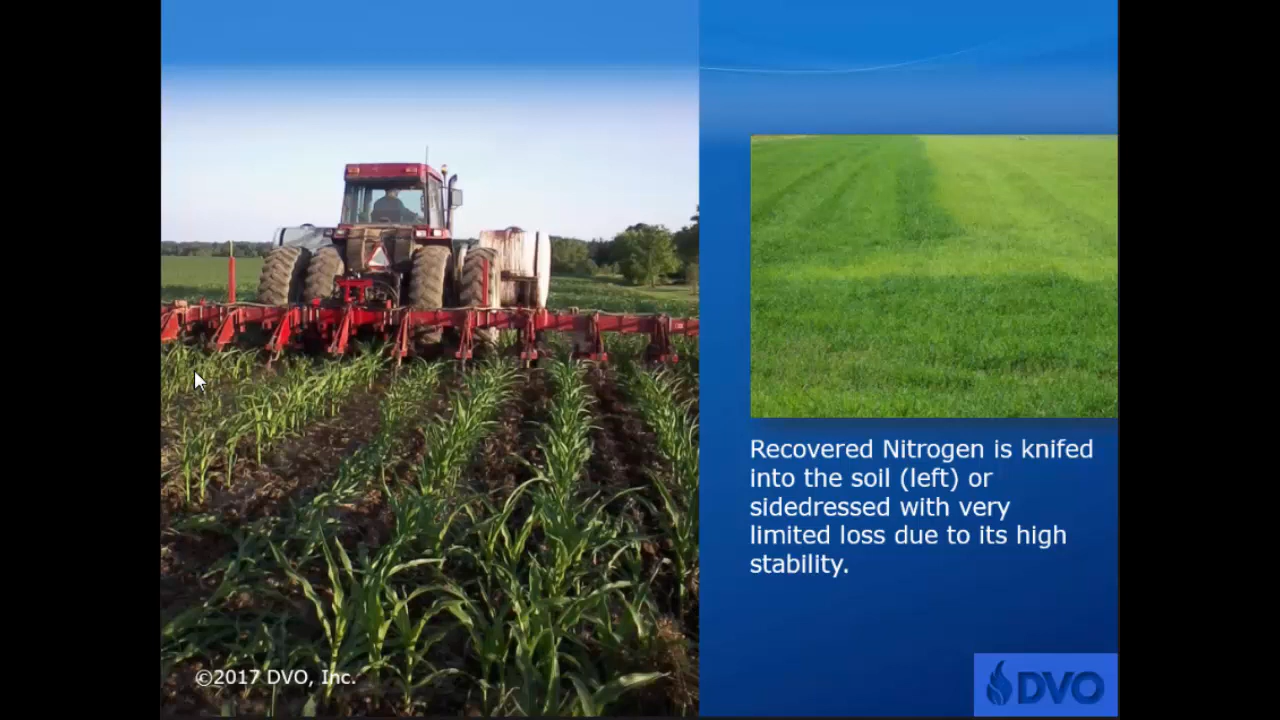 Recovered Nitrogen is knifed
into the soil (left) or
sidedressed with very
limited loss due to its high
stability.
©2017 DVO, Inc.
DVO